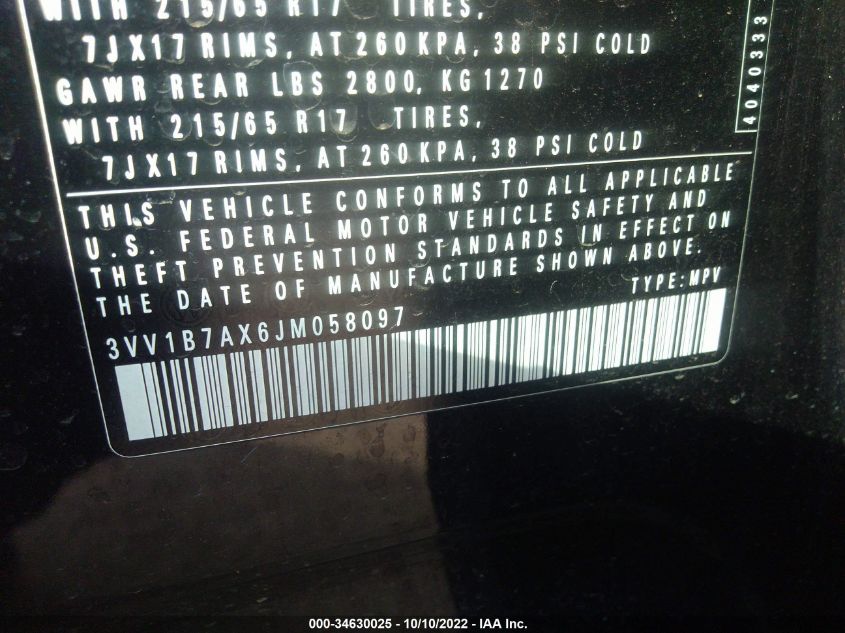 WITH 215/65 R17 TIRES,
7JX17 RIMS, AT 260 KPA, 38 PSI COLD
GAWR REAR LBS 2800, KG 1270
WITH 215/65 R17 TIRES,
7JX17 RIMS, AT 260 KPA, 38 PSI COLD
4040333
THIS VEHICLE CONFORMS TO ALL APPLICABLE
U.S. FEDERAL MOTOR VEHICLE SAFETY AND
THEFT PREVENTION STANDARDS IN EFFECT ON
THE DATE OF MANUFACTURE SHOWN ABOVE.
TYPE:MPV
3VV1B7AX6JM058097
000-34630025 - 10/10/2022 - IAA Inc.